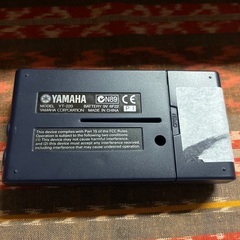 YAMAHA
MODEL YT-250 BATTERY 9V 6F22
YAMAHA CORPORATION MADE IN CHINA
N89
This device complies with Part 15 of the FCC Rules.
Operation is subject to the following two conditions:
(1) this device may not cause harmful interference, and
(2) this device must accept any interference received,
including interference that may cause undesired operation.